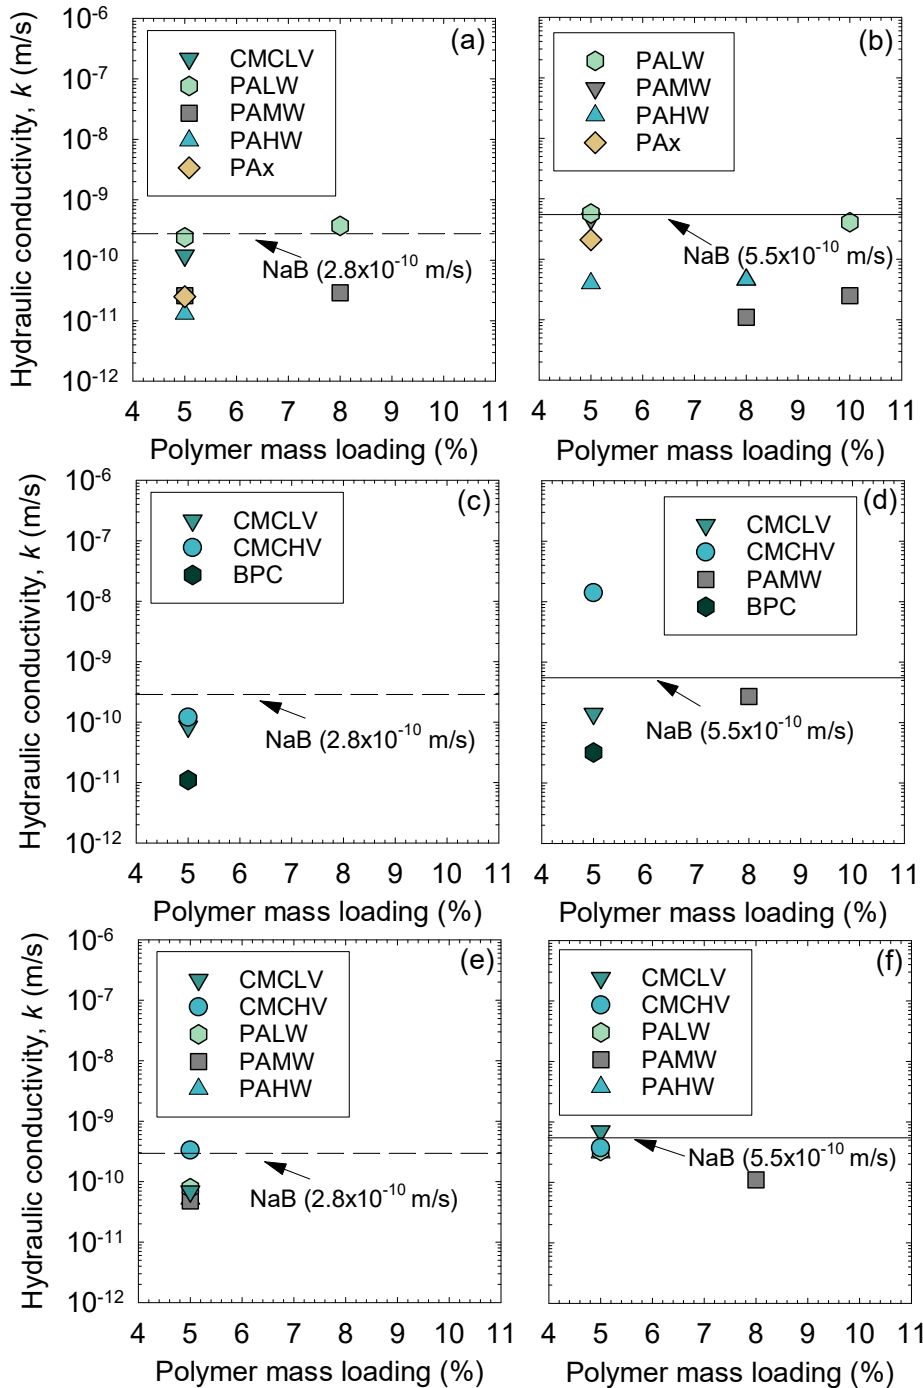 Hydraulic conductivity, k (m/s)
10⁻⁶
10⁻⁷
10⁻⁸
10⁻⁹
10⁻¹⁰
10⁻¹¹
10⁻¹²
(a)
CMCLV
PALW
PAMW
PAHW
PAx
NaB (2.8x10⁻¹⁰ m/s)
4 5 6 7 8 9 10 11
Polymer mass loading (%)
(b)
PALW
PAMW
PAHW
PAx
NaB (5.5x10⁻¹⁰ m/s)
4 5 6 7 8 9 10 11
Polymer mass loading (%)
Hydraulic conductivity, k (m/s)
10⁻⁶
10⁻⁷
10⁻⁸
10⁻⁹
10⁻¹⁰
10⁻¹¹
10⁻¹²
(c)
CMCLV
CMCHV
BPC
NaB (2.8x10⁻¹⁰ m/s)
4 5 6 7 8 9 10 11
Polymer mass loading (%)
(d)
CMCLV
CMCHV
PAMW
BPC
NaB (5.5x10⁻¹⁰ m/s)
4 5 6 7 8 9 10 11
Polymer mass loading (%)
Hydraulic conductivity, k (m/s)
10⁻⁶
10⁻⁷
10⁻⁸
10⁻⁹
10⁻¹⁰
10⁻¹¹
10⁻¹²
(e)
CMCLV
CMCHV
PALW
PAMW
PAHW
NaB (2.8x10⁻¹⁰ m/s)
4 5 6 7 8 9 10 11
Polymer mass loading (%)
(f)
CMCLV
CMCHV
PALW
PAMW
PAHW
NaB (5.5x10⁻¹⁰ m/s)
4 5 6 7 8 9 10 11
Polymer mass loading (%)